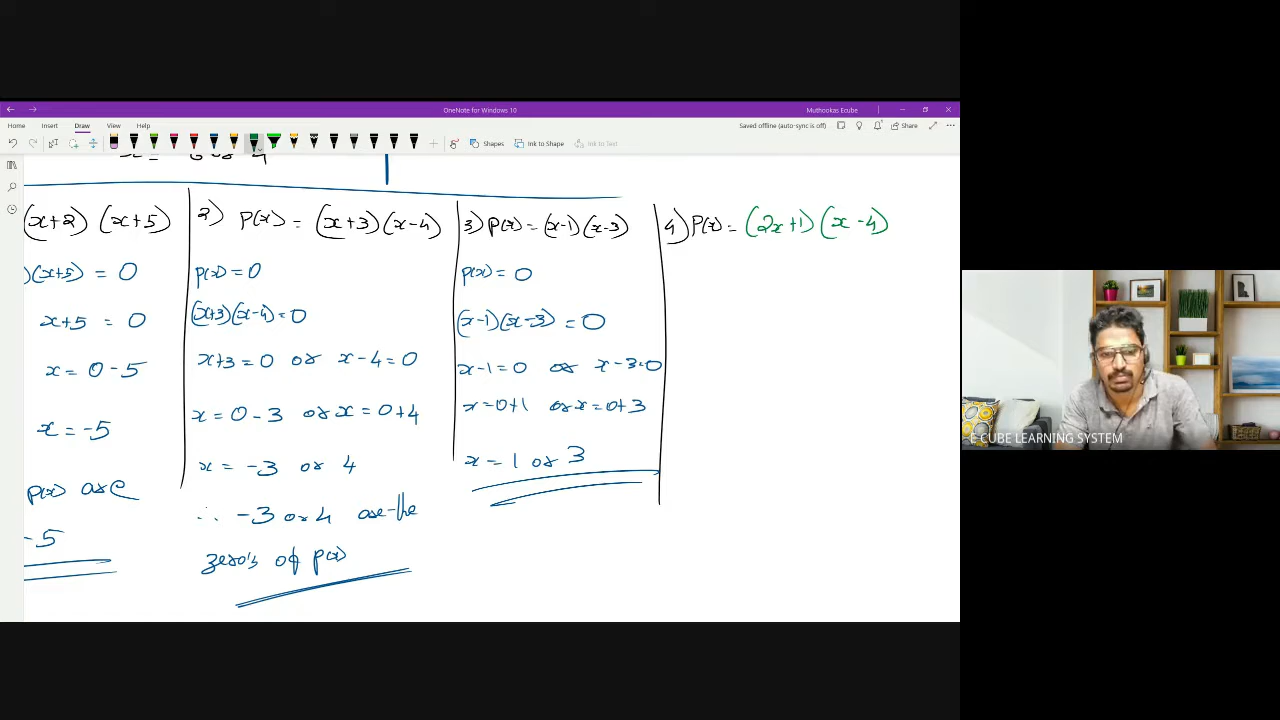 OneNote for Windows 10
Muthookas Ecube
Home Insert Draw View Help
Saved offline (auto-sync is off)
Share
Shapes
Ink to Shape
Ink to Text
(x+2) (x+5)
)(x+5) = 0
x+5 = 0
x = 0-5
x = -5
p(x) are
-5
2) P(x) = (x+3)(x-4)
p(x) = 0
(x+3)(x-4) = 0
x+3 = 0 or x-4 = 0
x = 0-3 or x = 0+4
x = -3 or 4
∴ -3 or 4 are the
zero's of p(x)
3) P(x) = (x-1)(x-3)
p(x) = 0
(x-1)(x-3) = 0
x-1 = 0 or x-3=0
x=0+1 or x=0+3
x = 1 or 3
4) P(x) = (2x+1)(x-4)
E CUBE LEARNING SYSTEM